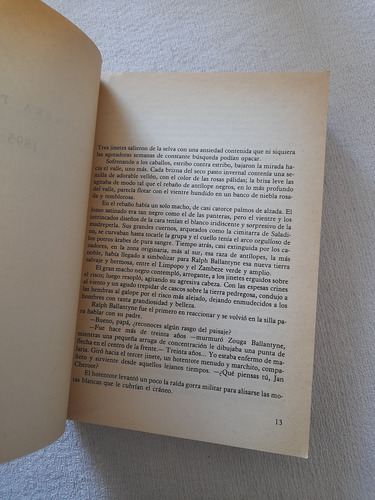 1895
Tres jinetes salieron de la selva con una ansiedad contenida que ni siquiera
las agotadoras semanas de constante búsqueda podían opacar.
Sofrenando a los caballos, estribo contra estribo, bajaron la mirada ha-
cia el valle, uno más. Cada brizna del seco pasto invernal contenía una se-
milla de adorable vellón, del color de las rosas pálidas; la brisa leve las
agitaba de modo tal que el rebaño de antílope negros, en lo más profundo
del valle, parecía flotar con el vientre hundido en un banco de niebla rosa-
da y tornasolada.
En el rebaño había un solo macho, de casi catorce palmos de alzada. El
lomo satinado era tan negro como el de las panteras, pero el vientre y los
intrincados diseños de la cara tenían el blanco iridiscente y sorpresivo de la
madreperla. Sus grandes cuernos, arqueados como la cimitarra de Saladi-
no, se curvaban hasta tocarle la grupa y el cuello tenía el arco orgulloso de
los potros árabes de pura sangre. Tiempo atrás, casi extinguida por los ca-
zadores, en la zona originaria, más al sur, esa raza de antílopes, la más
noble, había llegado a simbolizar para Ralph Ballantyne esa nueva tierra
salvaje y hermosa, entre el Limpopo y el Zambeze verde y amplio.
El gran macho negro contempló, arrogante, a los jinetes detenidos en
el risco; luego resopló, agitando su agresiva cabeza. Con las espesas crines
al viento y un agudo trepidar de cascos sobre la tierra pedregosa, condujo a
las hembras al galope por el risco más alejado, dejando enmudecidos a los
hombres con tanta grandiosidad y belleza.
Ralph Ballantyne fue el primero en reaccionar y se volvió en la silla pa-
ra hablar con su padre.
—Bueno, papá, ¿reconoces algún rasgo del paisaje?
—Fue hace más de treinta años —murmuró Zouga Ballantyne,
mientras una pequeña arruga de concentración le dibujaba una punta de
flecha en el centro de la frente.— Treinta años... Yo estaba enfermo de ma-
laria. Giró hacia el tercer jinete, un hotentote menudo y marchito, compa-
ñero y sirviente desde aquellos lejanos tiempos. —¿Qué piensas tú, Jan
Cheroot?
El hotentote levantó un poco la raída gorra militar para alisarse las mo-
tas blancas que le cubrían el cráneo.
13